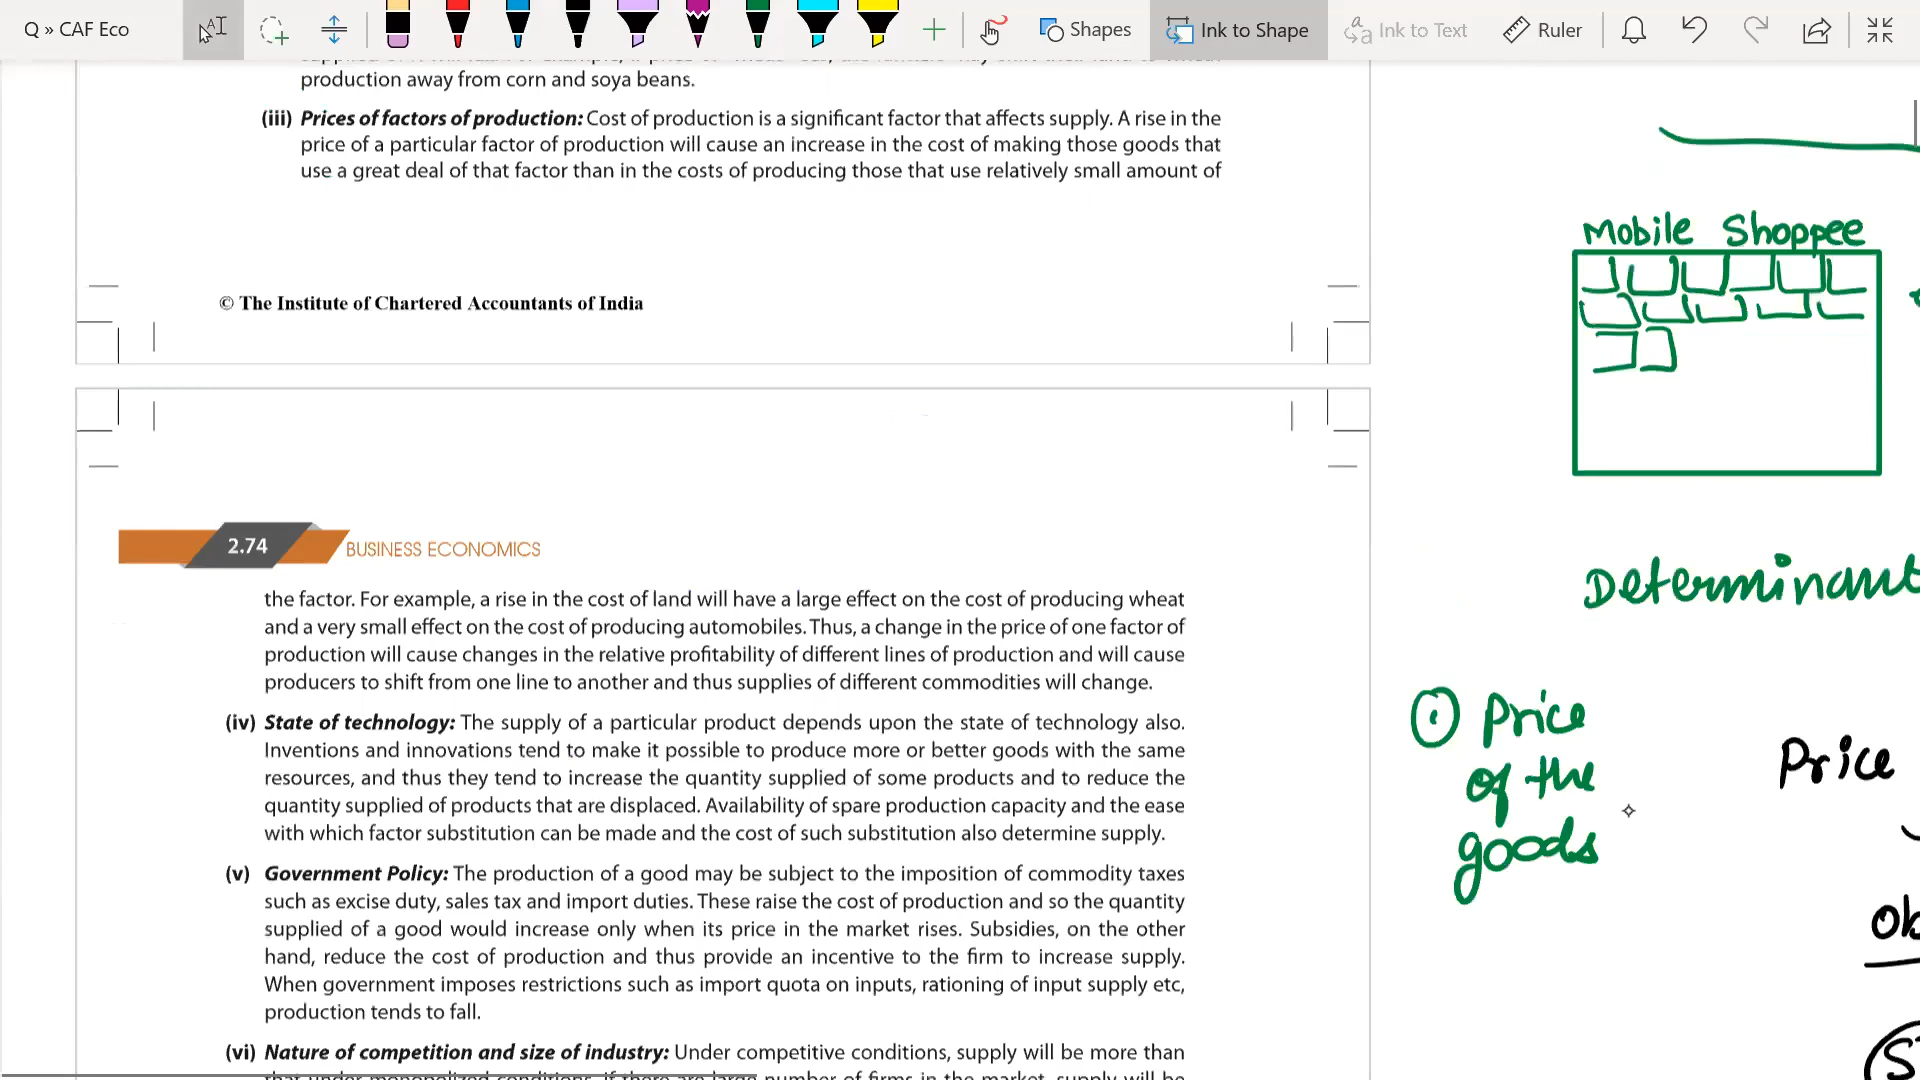 Q » CAF Eco
Shapes
Ink to Shape
Ink to Text
Ruler
production away from corn and soya beans.
(iii) Prices of factors of production: Cost of production is a significant factor that affects supply. A rise in the
price of a particular factor of production will cause an increase in the cost of making those goods that
use a great deal of that factor than in the costs of producing those that use relatively small amount of
© The Institute of Chartered Accountants of India
Mobile Shoppee
2.74 BUSINESS ECONOMICS
the factor. For example, a rise in the cost of land will have a large effect on the cost of producing wheat
and a very small effect on the cost of producing automobiles. Thus, a change in the price of one factor of
production will cause changes in the relative profitability of different lines of production and will cause
producers to shift from one line to another and thus supplies of different commodities will change.
(iv) State of technology: The supply of a particular product depends upon the state of technology also.
Inventions and innovations tend to make it possible to produce more or better goods with the same
resources, and thus they tend to increase the quantity supplied of some products and to reduce the
quantity supplied of products that are displaced. Availability of spare production capacity and the ease
with which factor substitution can be made and the cost of such substitution also determine supply.
(v) Government Policy: The production of a good may be subject to the imposition of commodity taxes
such as excise duty, sales tax and import duties. These raise the cost of production and so the quantity
supplied of a good would increase only when its price in the market rises. Subsidies, on the other
hand, reduce the cost of production and thus provide an incentive to the firm to increase supply.
When government imposes restrictions such as import quota on inputs, rationing of input supply etc,
production tends to fall.
(vi) Nature of competition and size of industry: Under competitive conditions, supply will be more than
number of firms in the market, supply will be
Determinant
① Price
of the
goods
Price